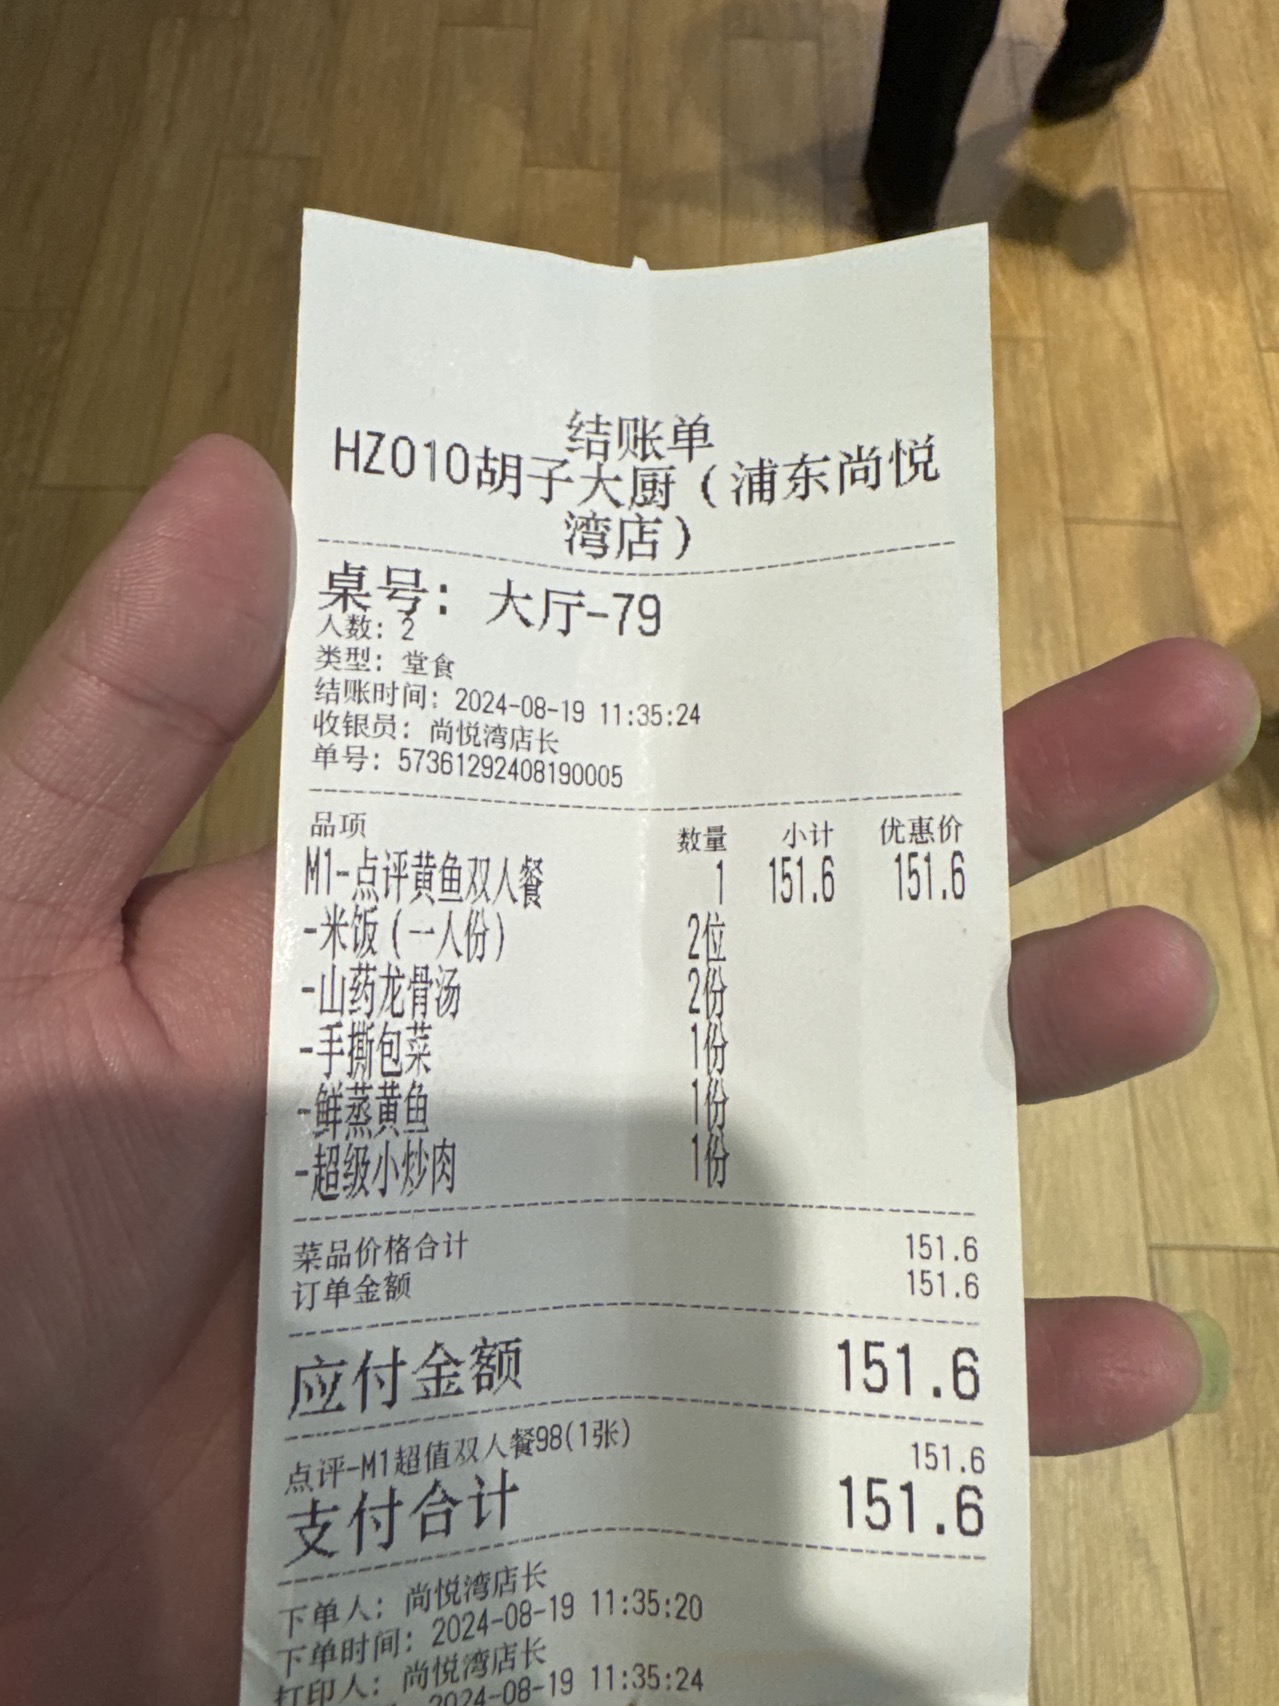 结账单
HZ010胡子大厨（浦东尚悦
湾店）
桌号：大厅-79
人数：2
类型：堂食
结账时间：2024-08-19 11:35:24
收银员：尚悦湾店长
单号：57361292408190005
品项 数量 小计 优惠价
M1-点评黄鱼双人餐 1 151.6 151.6
-米饭（一人份） 2位
-山药龙骨汤 2份
-手撕包菜 1份
-鲜蒸黄鱼 1份
-超级小炒肉 1份
菜品价格合计 151.6
订单金额 151.6
应付金额 151.6
点评-M1超值双人餐98(1张) 151.6
支付合计 151.6
下单人：尚悦湾店长
下单时间：2024-08-19 11:35:20
打印人：尚悦湾店长
2024-08-19 11:35:24